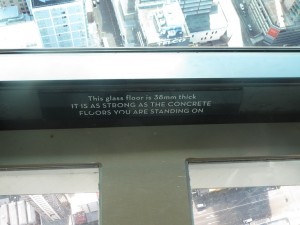 This glass floor is 38mm thick
IT IS AS STRONG AS THE CONCRETE
FLOORS YOU ARE STANDING ON